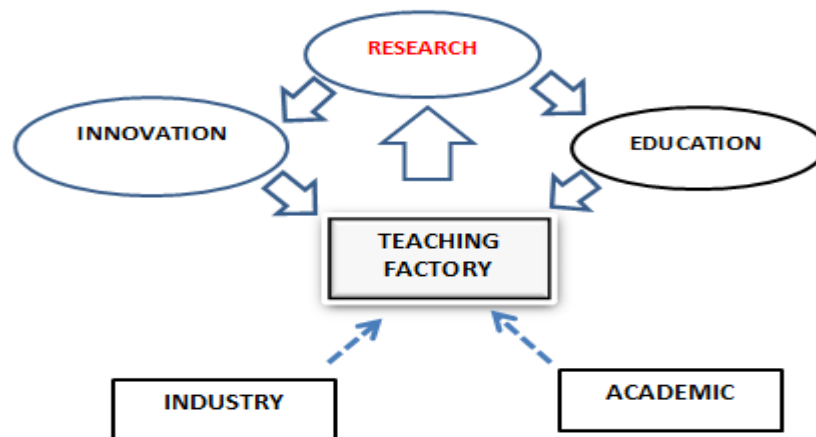 RESEARCH
INNOVATION
EDUCATION
TEACHING
FACTORY
INDUSTRY
ACADEMIC